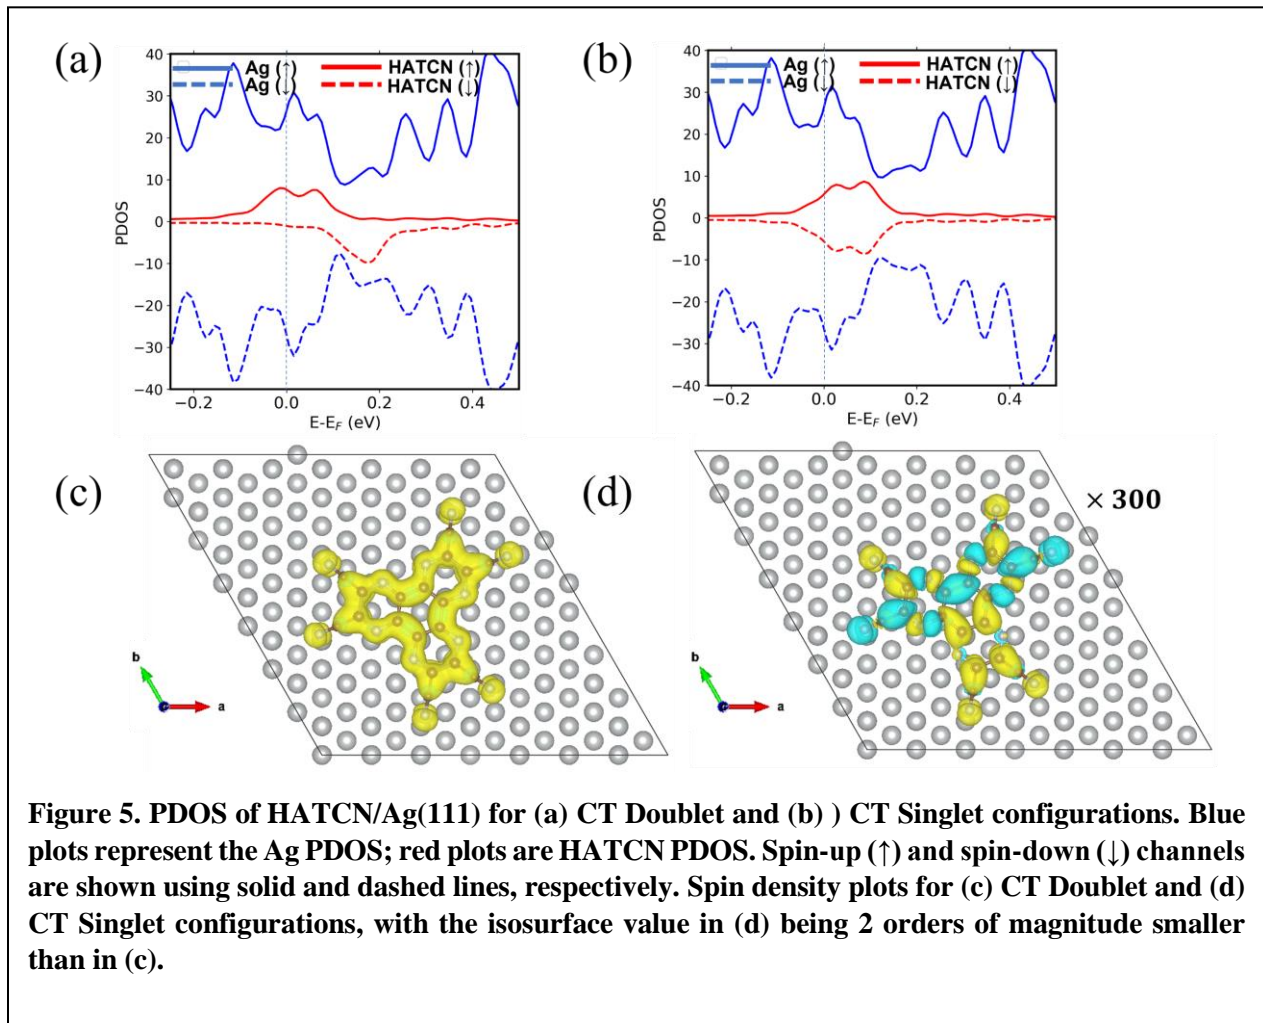 (a)
40
30
20
10
0
−10
−20
−30
−40
PDOS
Ag (↑)
Ag (↓)
HATCN (↑)
HATCN (↓)
−0.2 0.0 0.2 0.4
E-E_F (eV)
(b)
40
30
20
10
0
−10
−20
−30
−40
PDOS
Ag (↑)
Ag (↓)
HATCN (↑)
HATCN (↓)
−0.2 0.0 0.2 0.4
E-E_F (eV)
(c)
b
a
(d)
× 300
b
a
Figure 5. PDOS of HATCN/Ag(111) for (a) CT Doublet and (b) ) CT Singlet configurations. Blue
plots represent the Ag PDOS; red plots are HATCN PDOS. Spin-up (↑) and spin-down (↓) channels
are shown using solid and dashed lines, respectively. Spin density plots for (c) CT Doublet and (d)
CT Singlet configurations, with the isosurface value in (d) being 2 orders of magnitude smaller
than in (c).